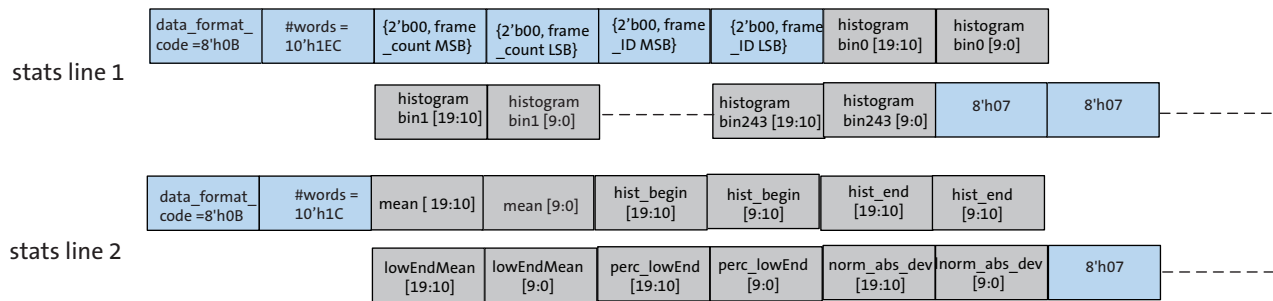 data_format_
code =8'h0B
#words =
10'h1EC
{2'b00, frame
_count MSB}
{2'b00, frame
_count LSB}
{2'b00, frame
_ID MSB}
{2'b00, frame
_ID LSB}
histogram
bin0 [19:10]
histogram
bin0 [9:0]
stats line 1
histogram
bin1 [19:10]
histogram
bin1 [9:0]
histogram
bin243 [19:10]
histogram
bin243 [9:0]
8'h07
8'h07
data_format_
code =8'h0B
#words =
10'h1C
mean [ 19:10]
mean [9:0]
hist_begin
[19:10]
hist_begin
[9:10]
hist_end
[19:10]
hist_end
[9:10]
stats line 2
lowEndMean
[19:10]
lowEndMean
[9:0]
perc_lowEnd
[19:10]
perc_lowEnd
[9:0]
norm_abs_dev
[19:10]
norm_abs_dev
[9:0]
8'h07